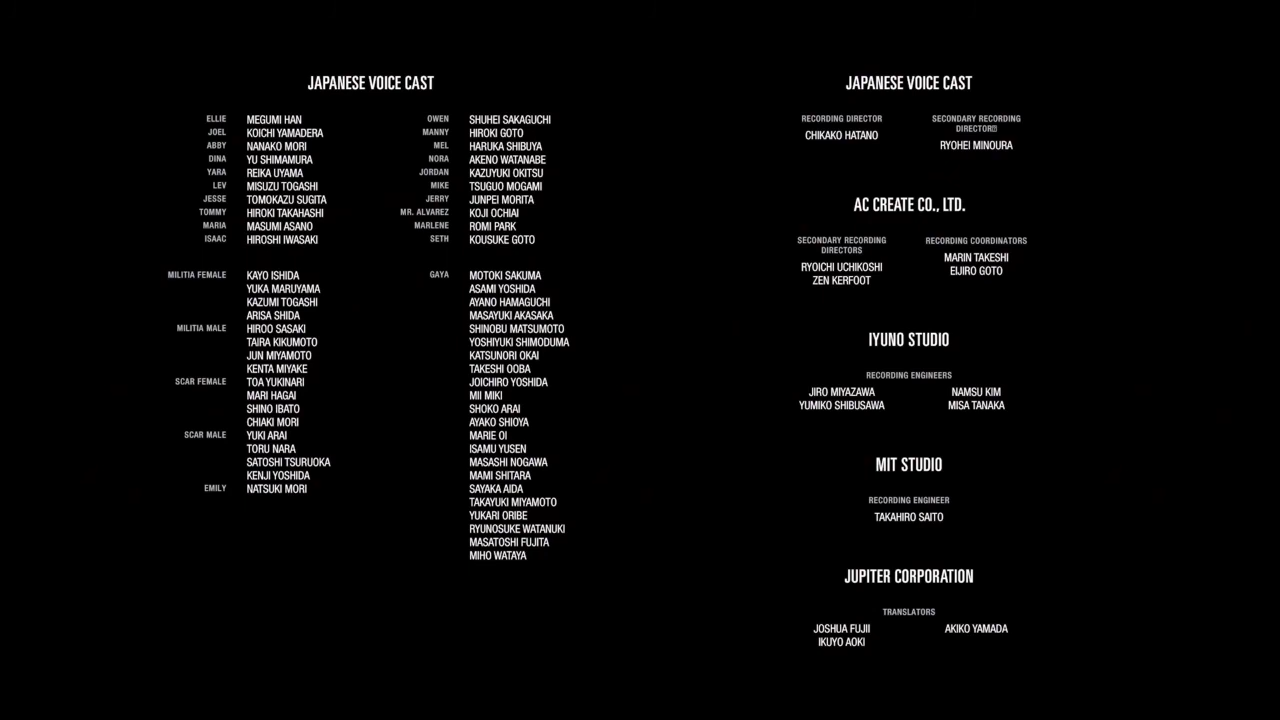 JAPANESE VOICE CAST
ELLIE MEGUMI HAN
JOEL KOICHI YAMADERA
ABBY NANAKO MORI
DINA YU SHIMAMURA
YARA REIKA UYAMA
LEV MISUZU TOGASHI
JESSE TOMOKAZU SUGITA
TOMMY HIROKI TAKAHASHI
MARIA MASUMI ASANO
ISAAC HIROSHI IWASAKI
OWEN SHUHEI SAKAGUCHI
MANNY HIROKI GOTO
MEL HARUKA SHIBUYA
NORA AKENO WATANABE
JORDAN KAZUYUKI OKITSU
MIKE TSUGUO MOGAMI
JERRY JUNPEI MORITA
MR. ALVAREZ KOJI OCHIAI
MARLENE ROMI PARK
SETH KOUSUKE GOTO
MILITIA FEMALE KAYO ISHIDA
YUKA MARUYAMA
KAZUMI TOGASHI
ARISA SHIDA
MILITIA MALE HIROO SASAKI
TAIRA KIKUMOTO
JUN MIYAMOTO
KENTA MIYAKE
SCAR FEMALE TOA YUKINARI
MARI HAGAI
SHINO IBATO
CHIAKI MORI
SCAR MALE YUKI ARAI
TORU NARA
SATOSHI TSURUOKA
KENJI YOSHIDA
EMILY NATSUKI MORI
GAYA MOTOKI SAKUMA
ASAMI YOSHIDA
AYANO HAMAGUCHI
MASAYUKI AKASAKA
SHINOBU MATSUMOTO
YOSHIYUKI SHIMODUMA
KATSUNORI OKAI
TAKESHI OOBA
JOICHIRO YOSHIDA
MII MIKI
SHOKO ARAI
AYAKO SHIOYA
MARIE OI
ISAMU YUSEN
MASASHI NOGAWA
MAMI SHITARA
SAYAKA AIDA
TAKAYUKI MIYAMOTO
YUKARI ORIBE
RYUNOSUKE WATANUKI
MASATOSHI FUJITA
MIHO WATAYA
JAPANESE VOICE CAST
RECORDING DIRECTOR
CHIKAKO HATANO
SECONDARY RECORDING
DIRECTOR
RYOHEI MINOURA
AC CREATE CO., LTD.
SECONDARY RECORDING
DIRECTORS
RYOICHI UCHIKOSHI
ZEN KERFOOT
RECORDING COORDINATORS
MARIN TAKESHI
EIJIRO GOTO
IYUNO STUDIO
RECORDING ENGINEERS
JIRO MIYAZAWA
YUMIKO SHIBUSAWA
NAMSU KIM
MISA TANAKA
MIT STUDIO
RECORDING ENGINEER
TAKAHIRO SAITO
JUPITER CORPORATION
TRANSLATORS
JOSHUA FUJII
IKUYO AOKI
AKIKO YAMADA